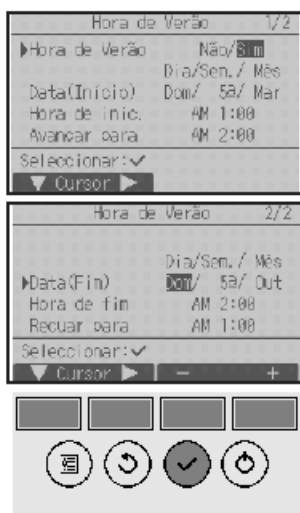 Hora de Verão 1/2
▶Hora de Verão Não/Sim
Dia/Sem./ Mês
Data(Início) Dom/ 5ª/ Mar
Hora de inic. AM 1:00
Avançar para AM 2:00
Seleccionar:✓
▼ Cursor ▶
Hora de Verão 2/2
Dia/Sem./ Mês
▶Data(Fim) Dom/ 5ª/ Out
Hora de fim AM 2:00
Recuar para AM 1:00
Seleccionar:✓
▼ Cursor ▶ − +